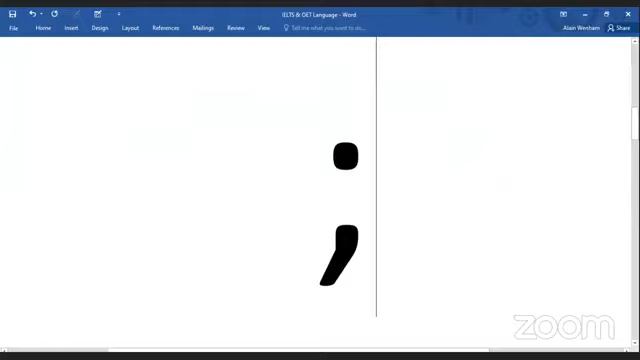 IELTS & OET Language - Word
Alain Wenham
Share
File
Home
Insert
Design
Layout
References
Mailings
Review
View
Tell me what you want to do...
;
zoom